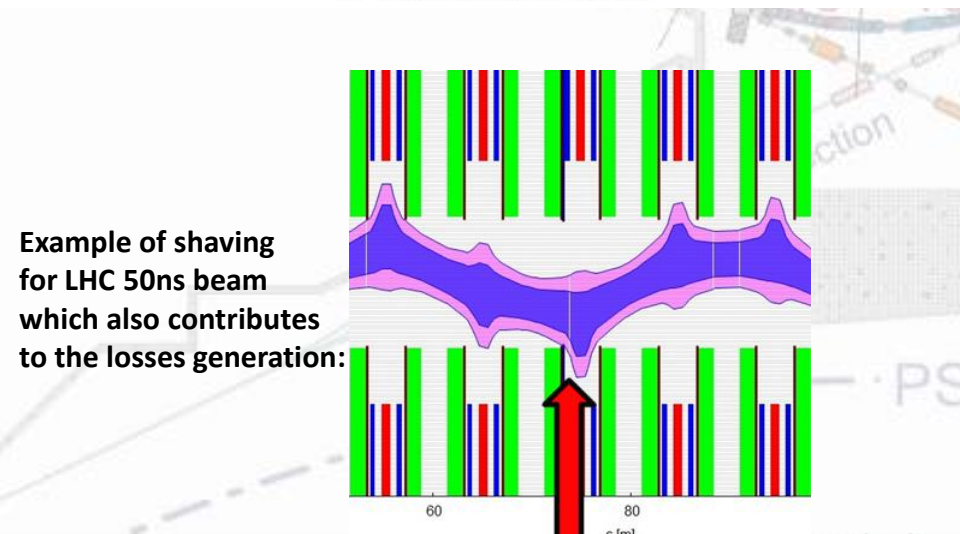 ction
Example of shaving
for LHC 50ns beam
which also contributes
to the losses generation:
PS
60
80
s [m]